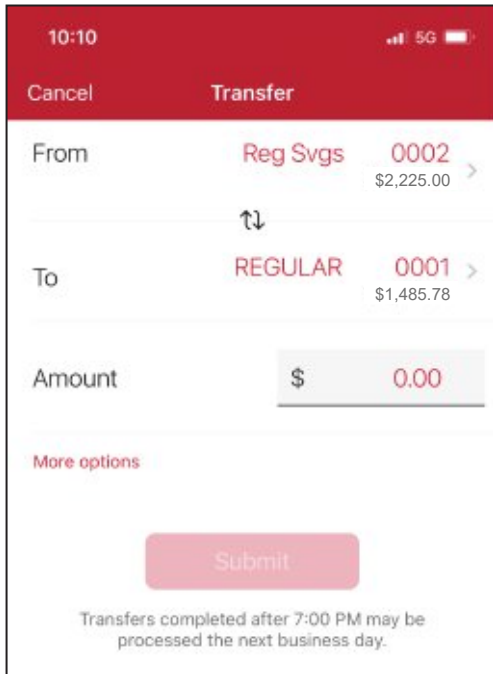 10:10 5G
Cancel Transfer
From Reg Svgs 0002
$2,225.00
To REGULAR 0001
$1,485.78
Amount $ 0.00
More options
Submit
Transfers completed after 7:00 PM may be
processed the next business day.